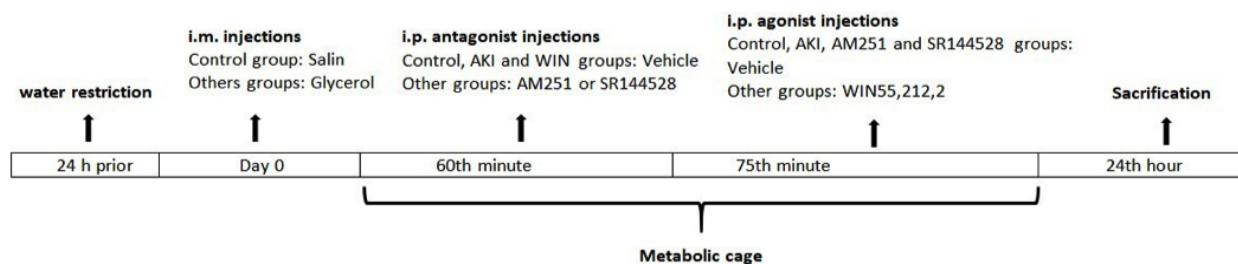 water restriction
i.m. injections
Control group: Salin
Others groups: Glycerol
i.p. antagonist injections
Control, AKI and WIN groups: Vehicle
Other groups: AM251 or SR144528
i.p. agonist injections
Control, AKI, AM251 and SR144528 groups:
Vehicle
Other groups: WIN55,212,2
Sacrification
24 h prior
Day 0
60th minute
75th minute
24th hour
Metabolic cage